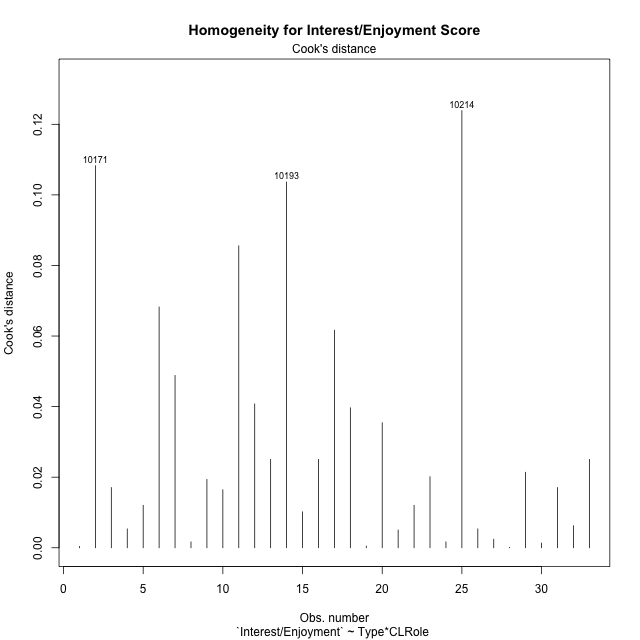 Homogeneity for Interest/Enjoyment Score
Cook's distance
10214
10171
10193
Cook's distance
0.12
0.10
0.08
0.06
0.04
0.02
0.00
0 5 10 15 20 25 30
Obs. number
`Interest/Enjoyment` ~ Type*CLRole